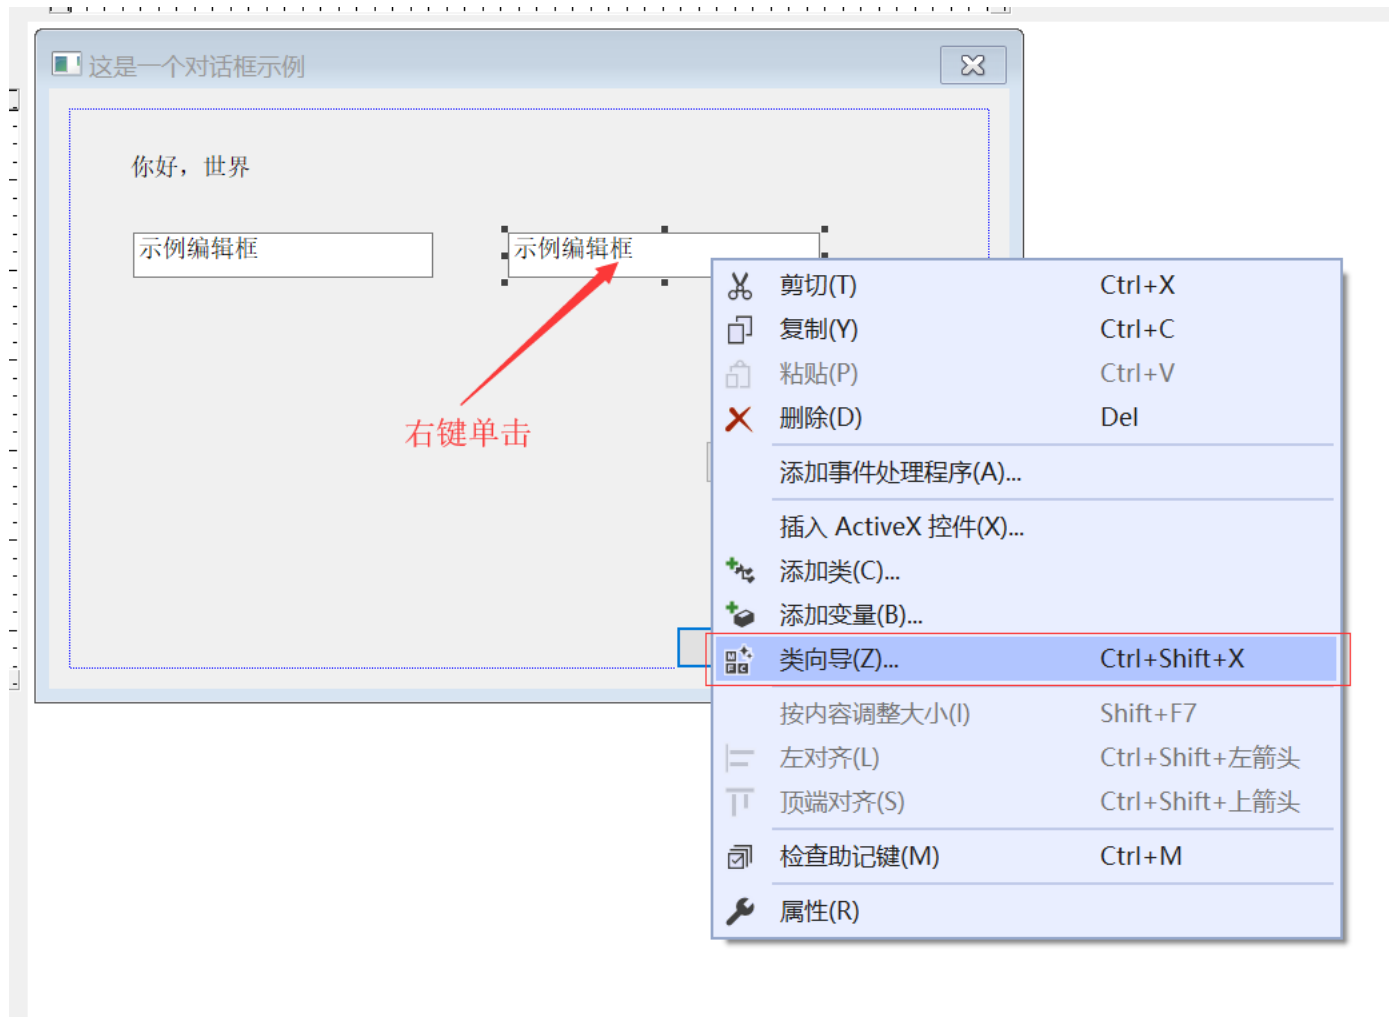 这是一个对话框示例
你好，世界
示例编辑框 示例编辑框
右键单击
剪切(T) Ctrl+X
复制(Y) Ctrl+C
粘贴(P) Ctrl+V
删除(D) Del
添加事件处理程序(A)...
插入 ActiveX 控件(X)...
添加类(C)...
添加变量(B)...
类向导(Z)... Ctrl+Shift+X
按内容调整大小(I) Shift+F7
左对齐(L) Ctrl+Shift+左箭头
顶端对齐(S) Ctrl+Shift+上箭头
检查助记键(M) Ctrl+M
属性(R)